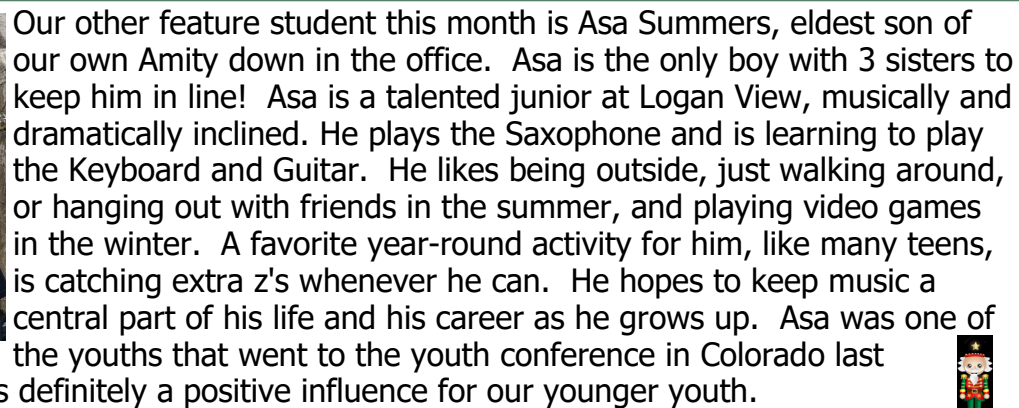 Our other feature student this month is Asa Summers, eldest son of
our own Amity down in the office.  Asa is the only boy with 3 sisters to
keep him in line!  Asa is a talented junior at Logan View, musically and
dramatically inclined. He plays the Saxophone and is learning to play
the Keyboard and Guitar.  He likes being outside, just walking around,
or hanging out with friends in the summer, and playing video games
in the winter.  A favorite year-round activity for him, like many teens,
is catching extra z's whenever he can.  He hopes to keep music a
central part of his life and his career as he grows up.  Asa was one of
the youths that went to the youth conference in Colorado last
definitely a positive influence for our younger youth.